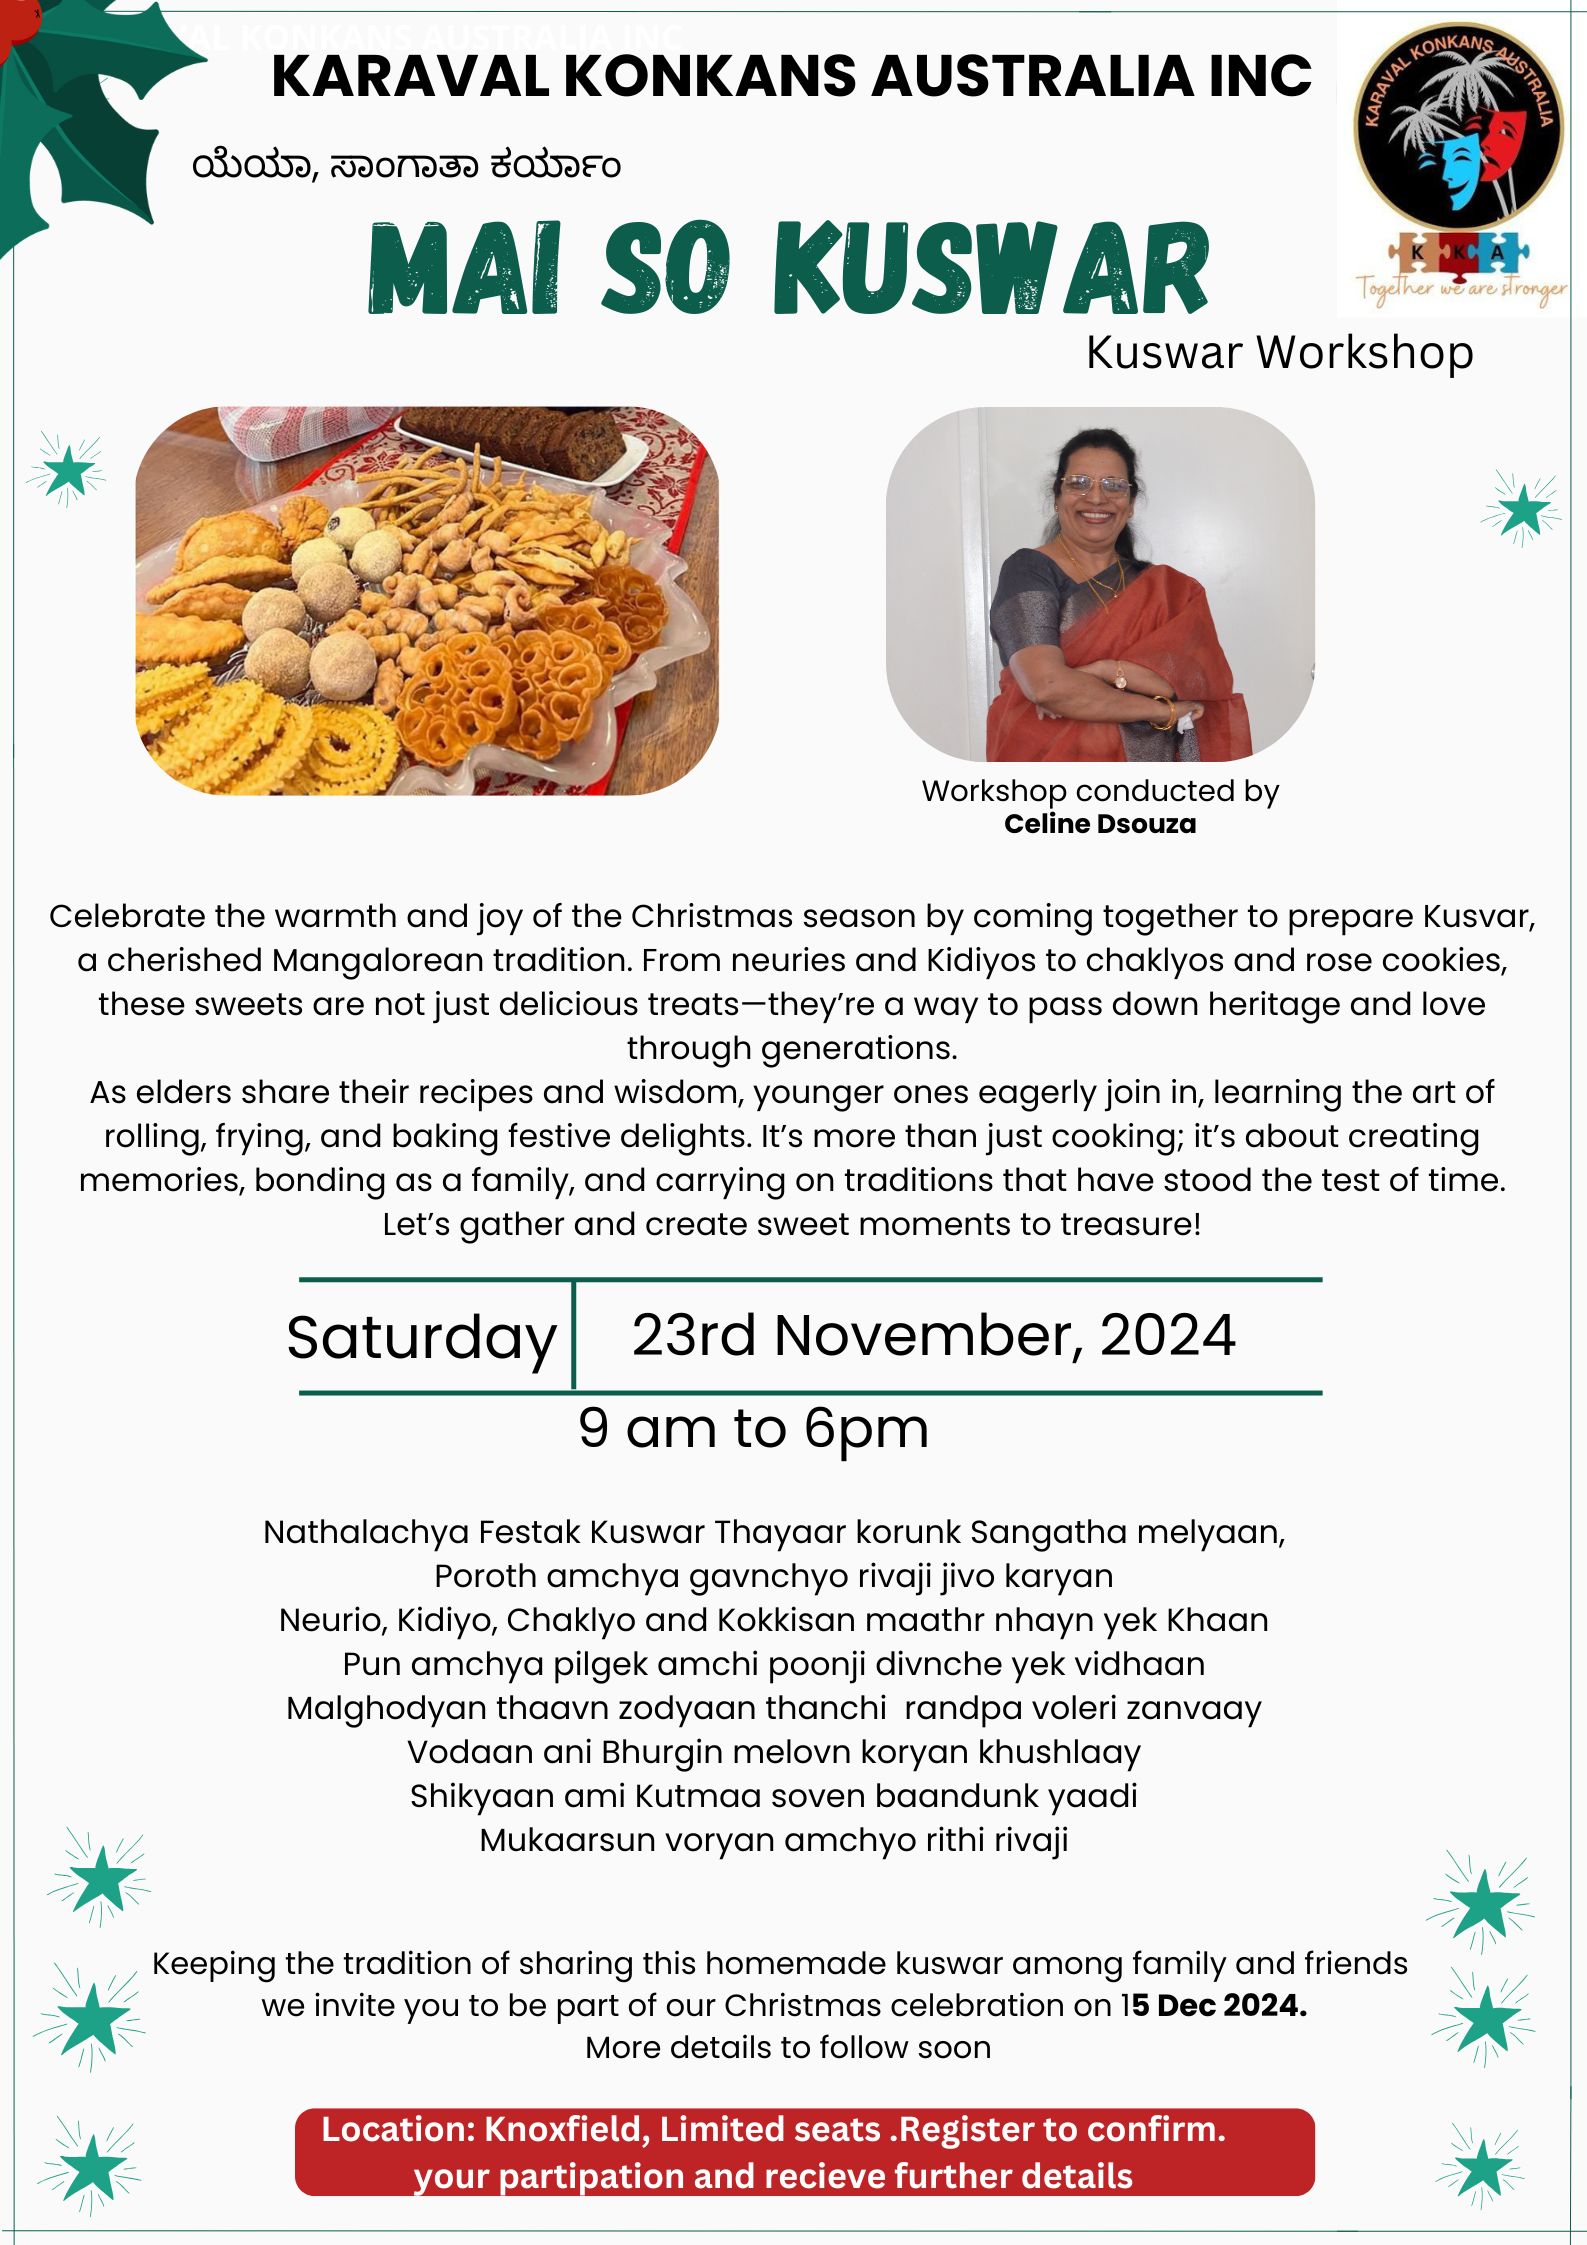 KARAVAL KONKANS AUSTRALIA INC
ಯೆಯಾ, ಸಾಂಗಾತಾ ಕರ್ಯಾಂ
MAI SO KUSWAR
Kuswar Workshop
KARAVAL KONKANS AUSTRALIA
K K A
Together we are stronger
Workshop conducted by
Celine Dsouza
Celebrate the warmth and joy of the Christmas season by coming together to prepare Kusvar,
a cherished Mangalorean tradition. From neuries and Kidiyos to chaklyos and rose cookies,
these sweets are not just delicious treats—they’re a way to pass down heritage and love
through generations.
As elders share their recipes and wisdom, younger ones eagerly join in, learning the art of
rolling, frying, and baking festive delights. It’s more than just cooking; it’s about creating
memories, bonding as a family, and carrying on traditions that have stood the test of time.
Let’s gather and create sweet moments to treasure!
Saturday 23rd November, 2024
9 am to 6pm
Nathalachya Festak Kuswar Thayaar korunk Sangatha melyaan,
Poroth amchya gavnchyo rivaji jivo karyan
Neurio, Kidiyo, Chaklyo and Kokkisan maathr nhayn yek Khaan
Pun amchya pilgek amchi poonji divnche yek vidhaan
Malghodyan thaavn zodyaan thanchi randpa voleri zanvaay
Vodaan ani Bhurgin melovn koryan khushlaay
Shikyaan ami Kutmaa soven baandunk yaadi
Mukaarsun voryan amchyo rithi rivaji
Keeping the tradition of sharing this homemade kuswar among family and friends
we invite you to be part of our Christmas celebration on 15 Dec 2024.
More details to follow soon
Location: Knoxfield, Limited seats .Register to confirm.
your partipation and recieve further details